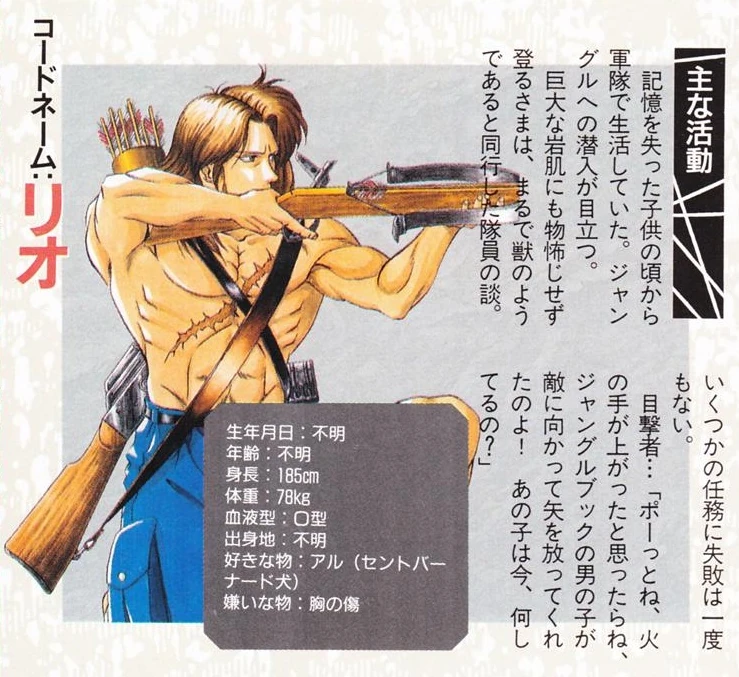 主な活動
記憶を失った子供の頃から
軍隊で生活していた。ジャン
グルへの潜入が目立つ。
巨大な岩肌にも物怖じせず
登るさまは、まるで獣のよう
であると同行した隊員の談。
いくつかの任務に失敗は一度
もない。
目撃者…「ポーっとね、火
の手が上がったと思ったらね、
ジャングルブックの男の子が
敵に向かって矢を放ってくれ
たのよ！　あの子は今、何し
てるの？」
コードネーム：リオ
生年月日：不明
年齢：不明
身長：185cm
体重：78kg
血液型：O型
出身地：不明
好きな物：アル（セントバー
ナード犬）
嫌いな物：胸の傷